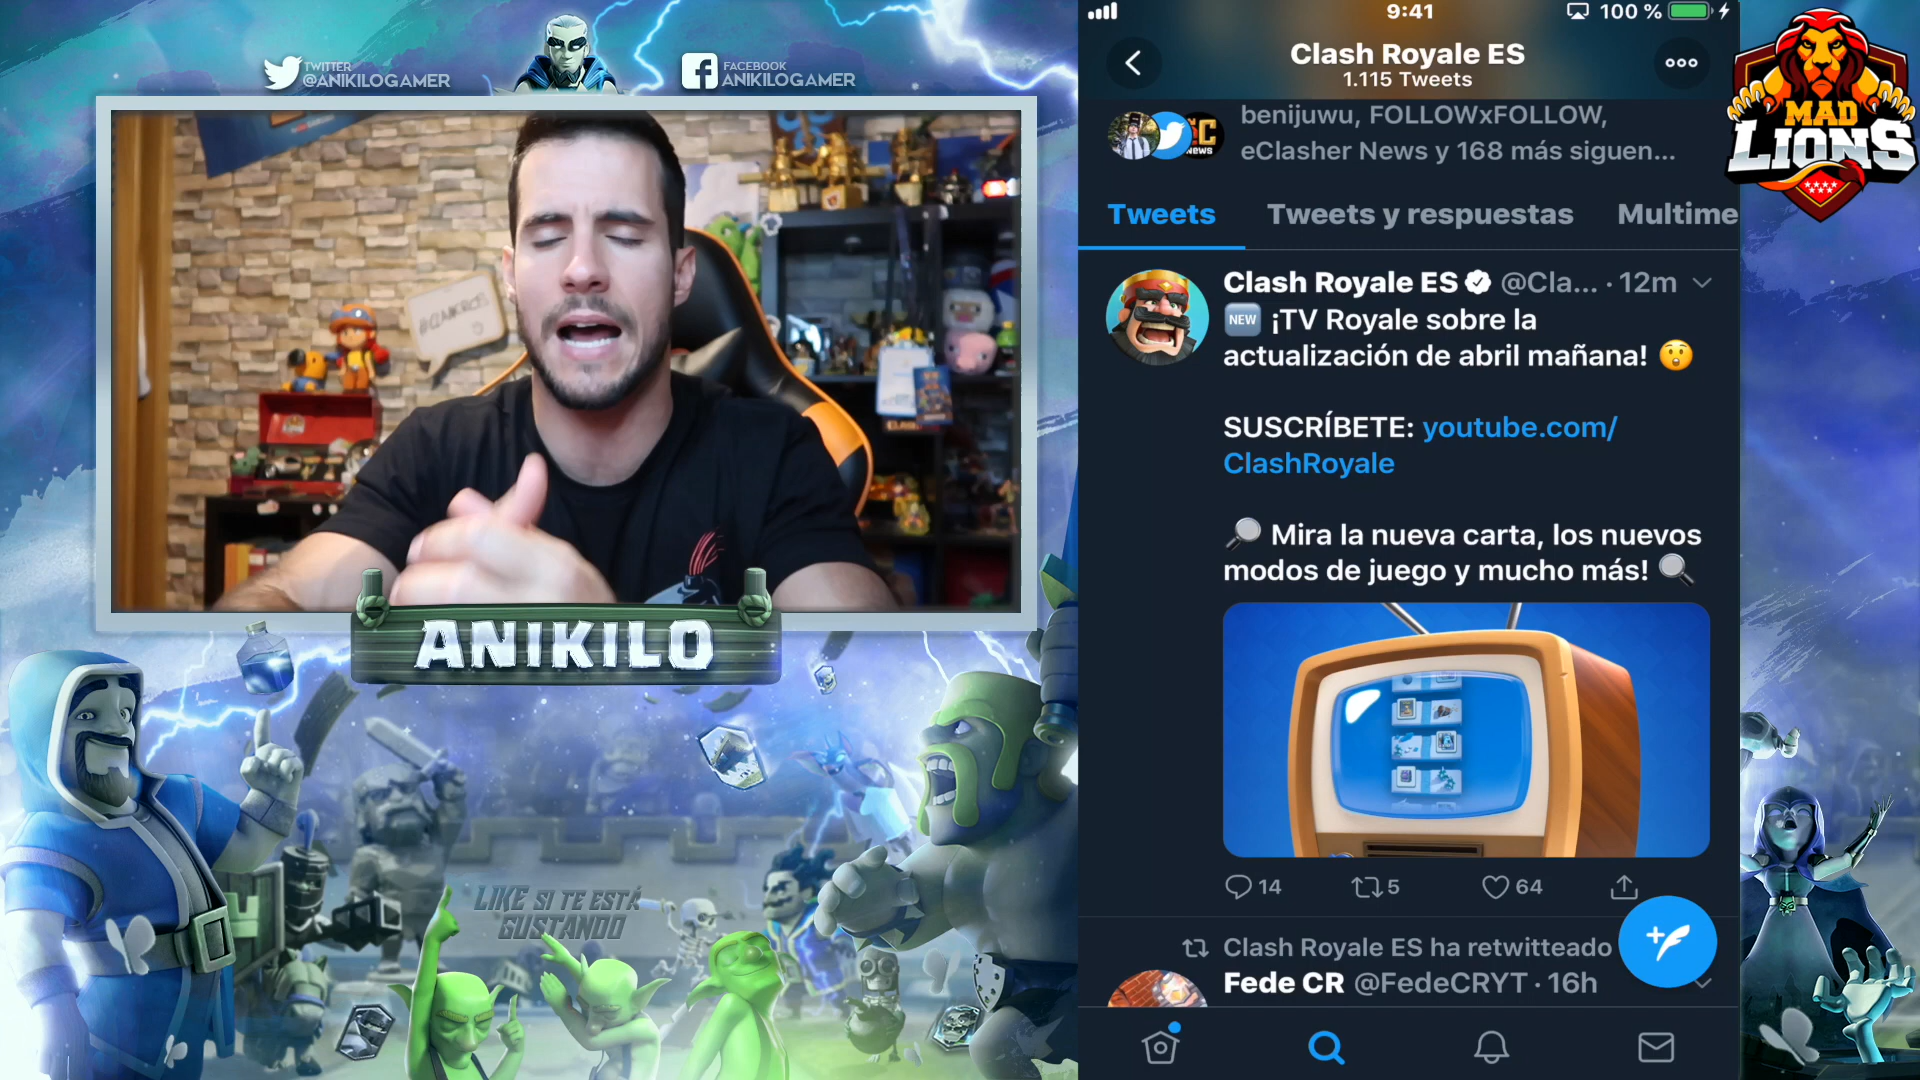 TWITTER
@ANIKILOGAMER
FACEBOOK
ANIKILOGAMER
ANIKILO
LIKE SI TE ESTÁ
GUSTANDO
9:41
100 %
Clash Royale ES
1.115 Tweets
benijuwu, FOLLOWxFOLLOW,
eClasher News y 168 más siguen...
NEWS
Tweets
Tweets y respuestas
Multime
Clash Royale ES @Cla... · 12m
NEW ¡TV Royale sobre la
actualización de abril mañana! 😲
SUSCRÍBETE: youtube.com/
ClashRoyale
🔎 Mira la nueva carta, los nuevos
modos de juego y mucho más! 🔍
14
5
64
Clash Royale ES ha retwitteado
Fede CR @FedeCRYT · 16h
MAD
LIONS